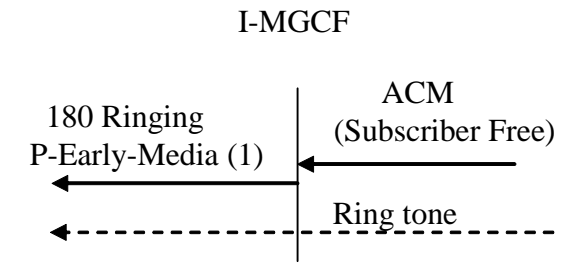 I-MGCF
ACM
(Subscriber Free)
180 Ringing
P-Early-Media (1)
Ring tone